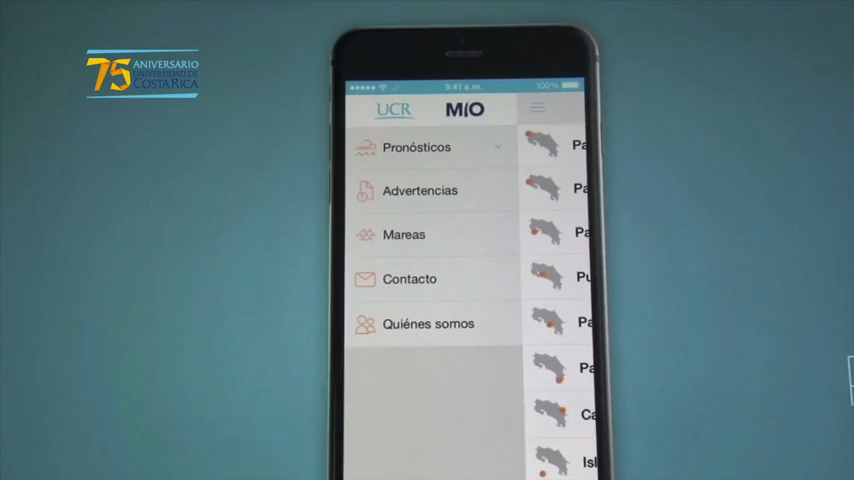 75 ANIVERSARIO
UNIVERSIDAD DE
COSTA RICA
9:41 a.m.
100%
UCR MIO
Pronósticos
Advertencias
Mareas
Contacto
Quiénes somos
Pa
Pa
Pa
Pu
Pa
Pa
Ca
Isl